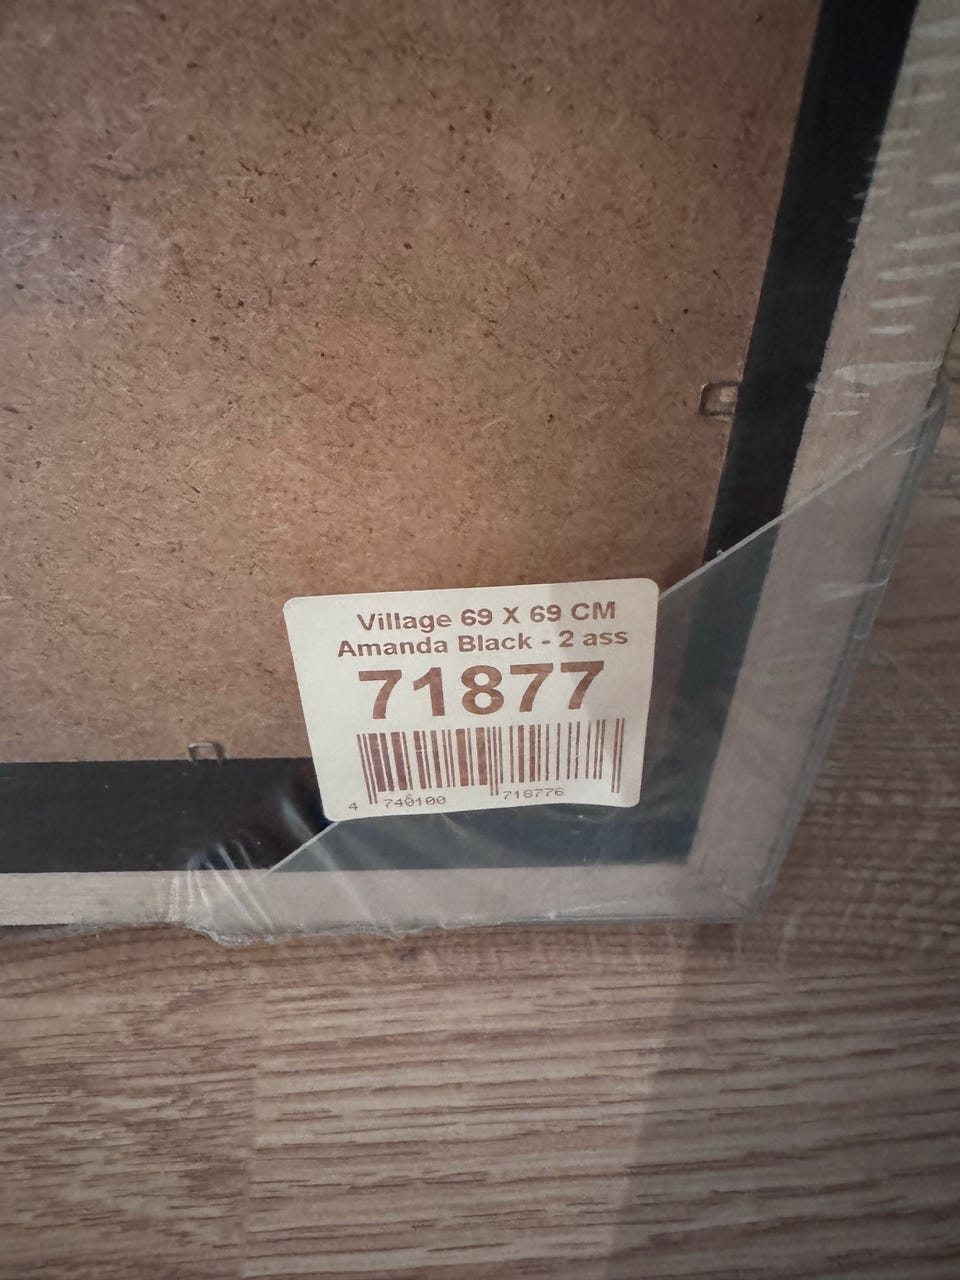 Village 69 X 69 CM
Amanda Black - 2 ass
71877
4 740100 718776